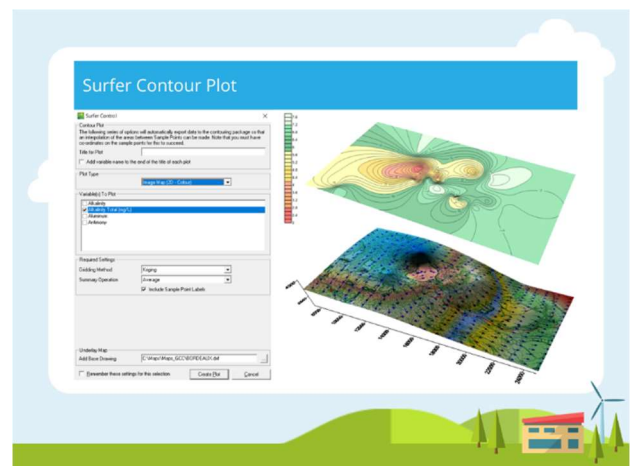 Surfer Contour Plot
Surfer Control
Contour Plot
The following series of options will automatically export data to the contouring package so that
an interpolation of the areas between Sample Points can be made. Note that you must have
co-ordinates on the sample points for this to succeed.
Title for Plot
Add variable name to the end of the title of each plot
Plot Type
Image Map (2D - Colour)
Variable(s) To Plot
Alkalinity
Alkalinity Total (mg/L)
Aluminium
Antimony
Required Settings
Gridding Method
Kriging
Summary Operation
Average
Include Sample Point Labels
Underlay Map
Add Base Drawing
Remember these settings for this selection
Create Plot
Cancel